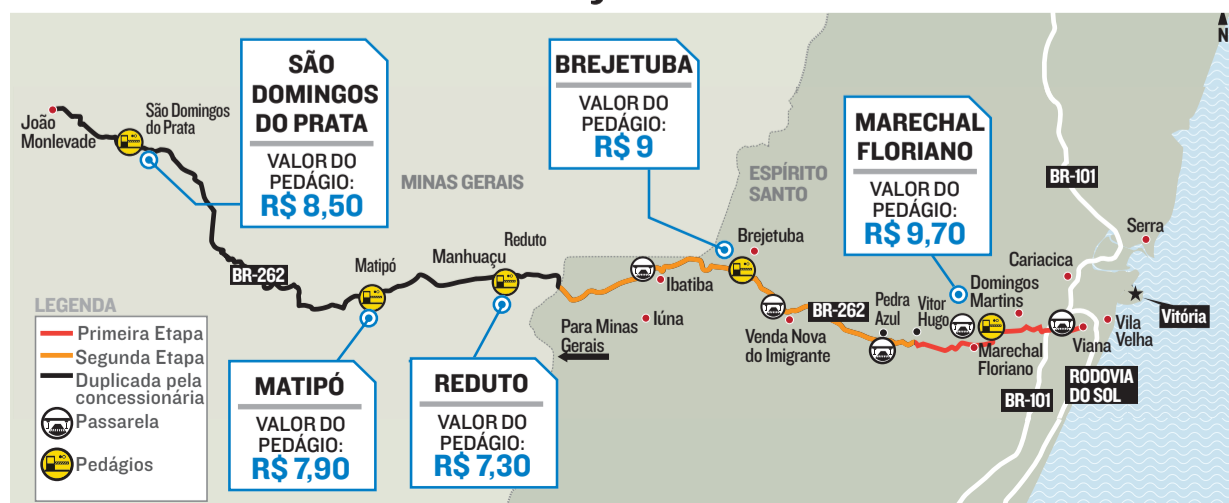 SÃO
DOMINGOS
DO PRATA
VALOR DO
PEDÁGIO:
R$ 8,50
BREJETUBA
VALOR DO
PEDÁGIO:
R$ 9
MARECHAL
FLORIANO
VALOR DO
PEDÁGIO:
R$ 9,70
N
João
Monlevade
São Domingos
do Prata
MINAS GERAIS
ESPÍRITO
SANTO
BR-101
Serra
Cariacica
Brejetuba
Reduto
Manhuaçu
Matipó
BR-262
Ibatiba
Iúna
Para Minas
Gerais
Venda Nova
do Imigrante
BR-262
Pedra
Azul
Vitor
Hugo
Domingos
Martins
Marechal
Floriano
Viana
Vila
Velha
Vitória
BR-101
RODOVIA
DO SOL
LEGENDA
Primeira Etapa
Segunda Etapa
Duplicada pela
concessionária
Passarela
Pedágios
MATIPÓ
VALOR DO
PEDÁGIO:
R$ 7,90
REDUTO
VALOR DO
PEDÁGIO:
R$ 7,30